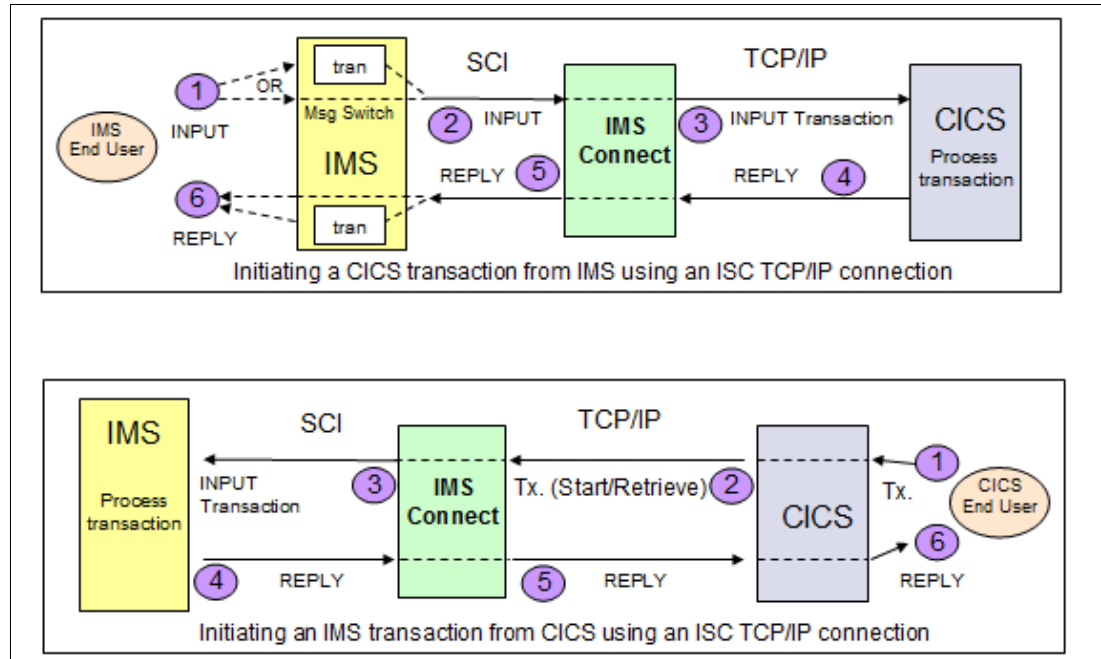 tran
SCI
TCP/IP
1
OR
INPUT
Msg Switch
2
INPUT
IMS
Connect
3
INPUT Transaction
CICS
Process
transaction
IMS
End User
IMS
REPLY
5
REPLY
4
6
REPLY
tran
Initiating a CICS transaction from IMS using an ISC TCP/IP connection
IMS
SCI
TCP/IP
Process
transaction
INPUT
Transaction
3
IMS
Connect
Tx. (Start/Retrieve)
2
CICS
1
Tx.
CICS
End User
4
REPLY
5
REPLY
6
REPLY
Initiating an IMS transaction from CICS using an ISC TCP/IP connection